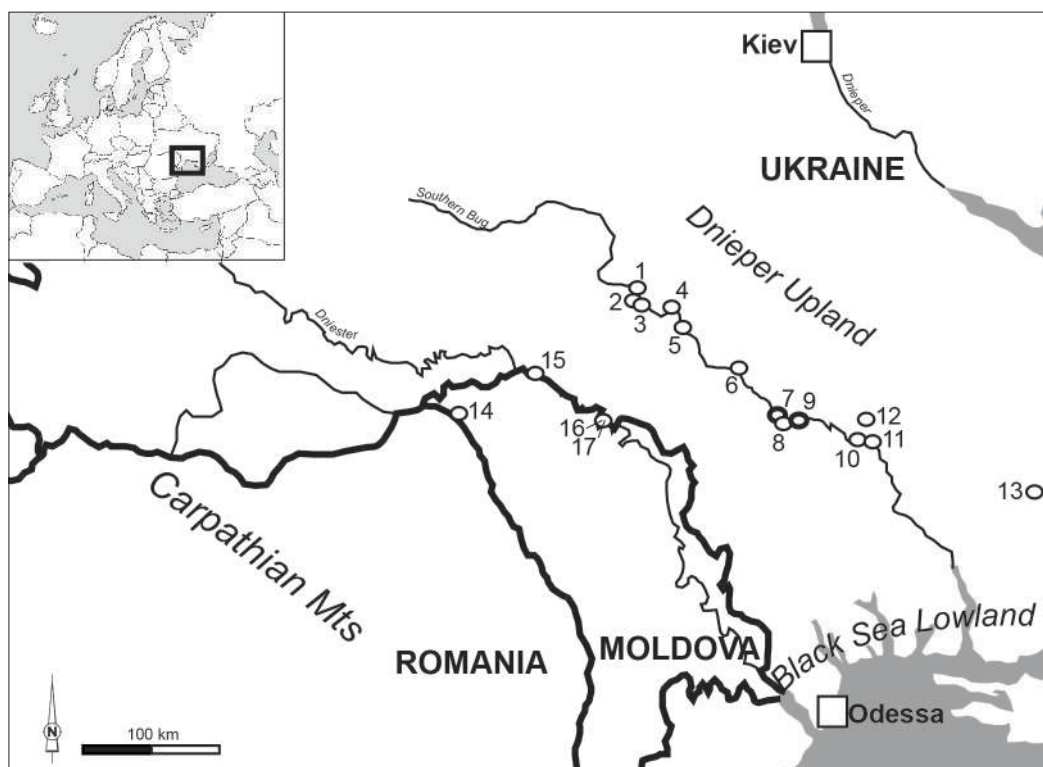 Kiev
Dnieper
UKRAINE
Southern Bug
Dnieper Upland
1
2
3
4
5
Dniester
6
15
7
9
14
12
16
8
17
10
11
13
Carpathian Mts
Black Sea Lowland
ROMANIA
MOLDOVA
Odessa
N
100 km